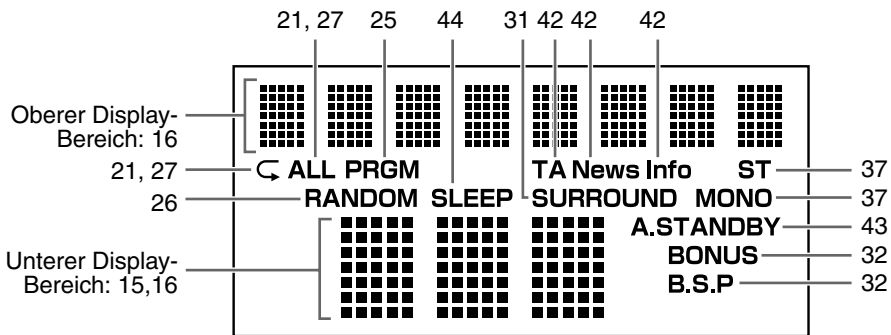 21, 27 25 44 31 42 42 42
Oberer Display-
Bereich: 16
21, 27 ALL PRGM TA News Info ST 37
26 RANDOM SLEEP SURROUND MONO 37
A.STANDBY 43
Unterer Display-
Bereich: 15,16
BONUS 32
B.S.P 32